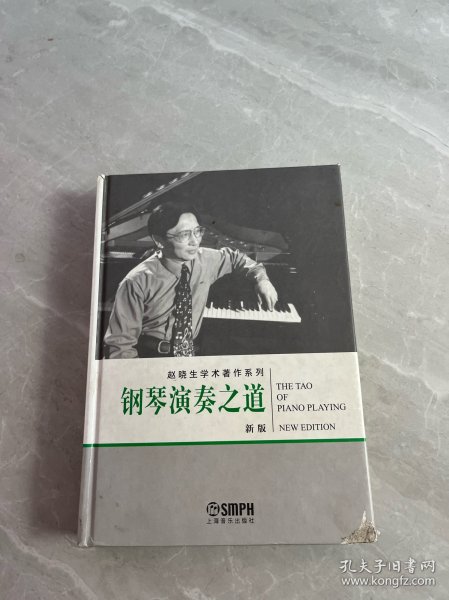 赵晓生学术著作系列
钢琴演奏之道
新版
THE TAO
OF
PIANO PLAYING
NEW EDITION
SMPH
上海音乐出版社
孔夫子旧书网
www.kongfz.com